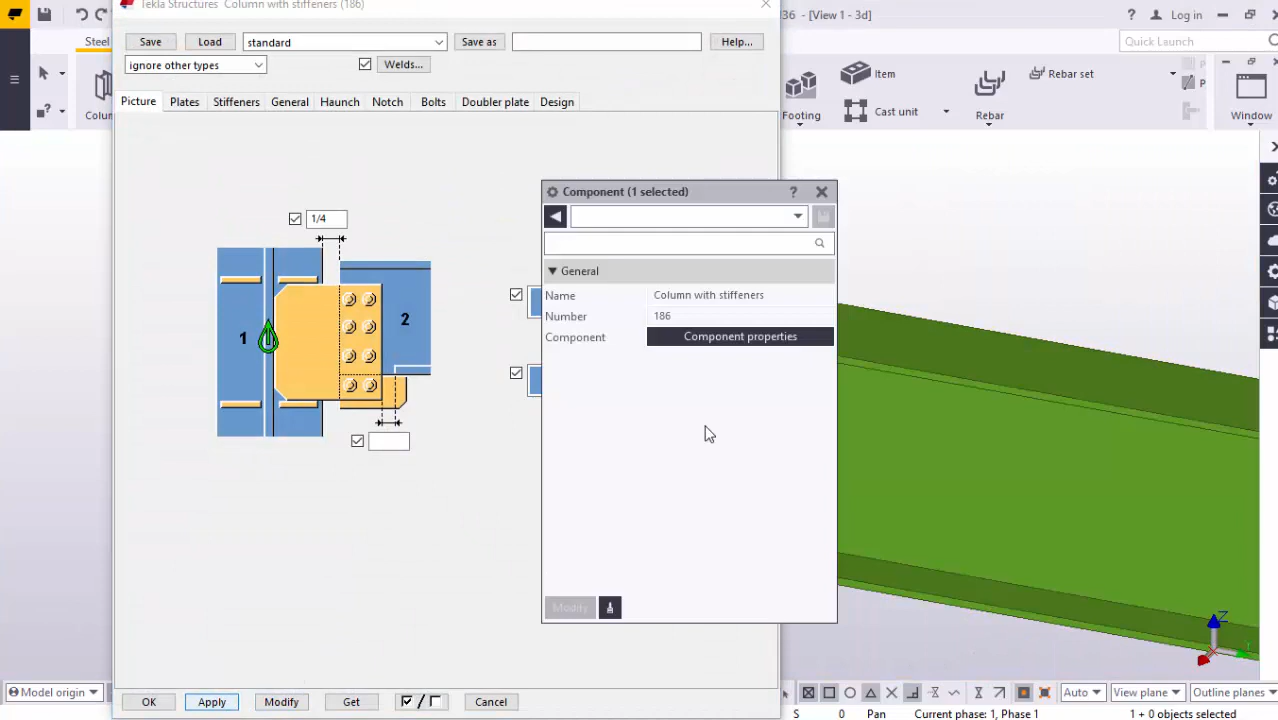 Tekla Structures Column with stiffeners (186)
36 - [View 1 - 3d]
Log in
Steel
Quick Launch
Save
Load
standard
Save as
Help...
ignore other types
Welds...
Item
Rebar set
Colum
Footing
Cast unit
Rebar
Window
Picture
Plates
Stiffeners
General
Haunch
Notch
Bolts
Doubler plate
Design
1/4
1
2
Component (1 selected)
General
Name
Column with stiffeners
Number
186
Component
Component properties
Modify
OK
Apply
Modify
Get
/
Cancel
Model origin
Auto
View plane
Outline planes
S
0
Pan
Current phase: 1, Phase 1
1 + 0 objects selected
Z